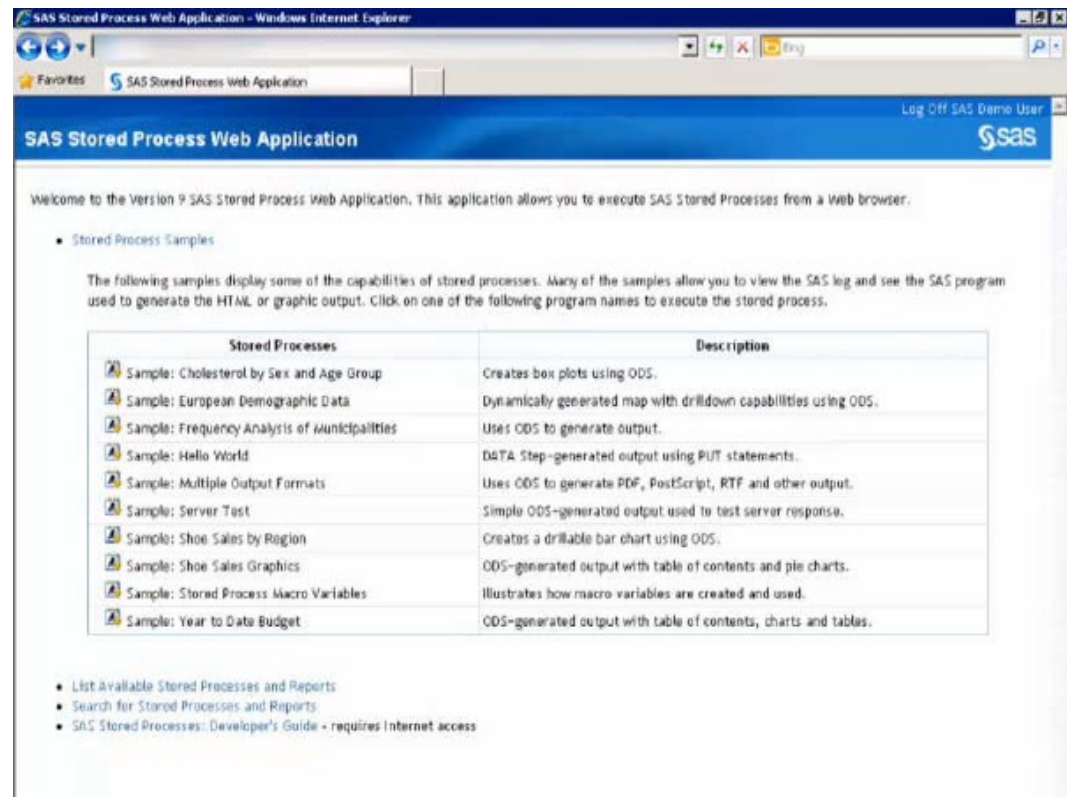 SAS Stored Process Web Application - Windows Internet Explorer
Bing
Favorites
SAS Stored Process Web Application
Log Off SAS Demo User
SAS Stored Process Web Application
sas
Welcome to the Version 9 SAS Stored Process Web Application. This application allows you to execute SAS Stored Processes from a Web browser.
• Stored Process Samples
The following samples display some of the capabilities of stored processes. Many of the samples allow you to view the SAS log and see the SAS program
used to generate the HTML or graphic output. Click on one of the following program names to execute the stored process.
Stored Processes Description
Sample: Cholesterol by Sex and Age Group Creates box plots using ODS.
Sample: European Demographic Data Dynamically generated map with drilldown capabilities using ODS.
Sample: Frequency Analysis of Municipalities Uses ODS to generate output.
Sample: Hello World DATA Step-generated output using PUT statements.
Sample: Multiple Output Formats Uses ODS to generate PDF, PostScript, RTF and other output.
Sample: Server Test Simple ODS-generated output used to test server response.
Sample: Shoe Sales by Region Creates a drillable bar chart using ODS.
Sample: Shoe Sales Graphics ODS-generated output with table of contents and pie charts.
Sample: Stored Process Macro Variables Illustrates how macro variables are created and used.
Sample: Year to Date Budget ODS-generated output with table of contents, charts and tables.
• List Available Stored Processes and Reports
• Search for Stored Processes and Reports
• SAS Stored Processes: Developer's Guide - requires Internet access